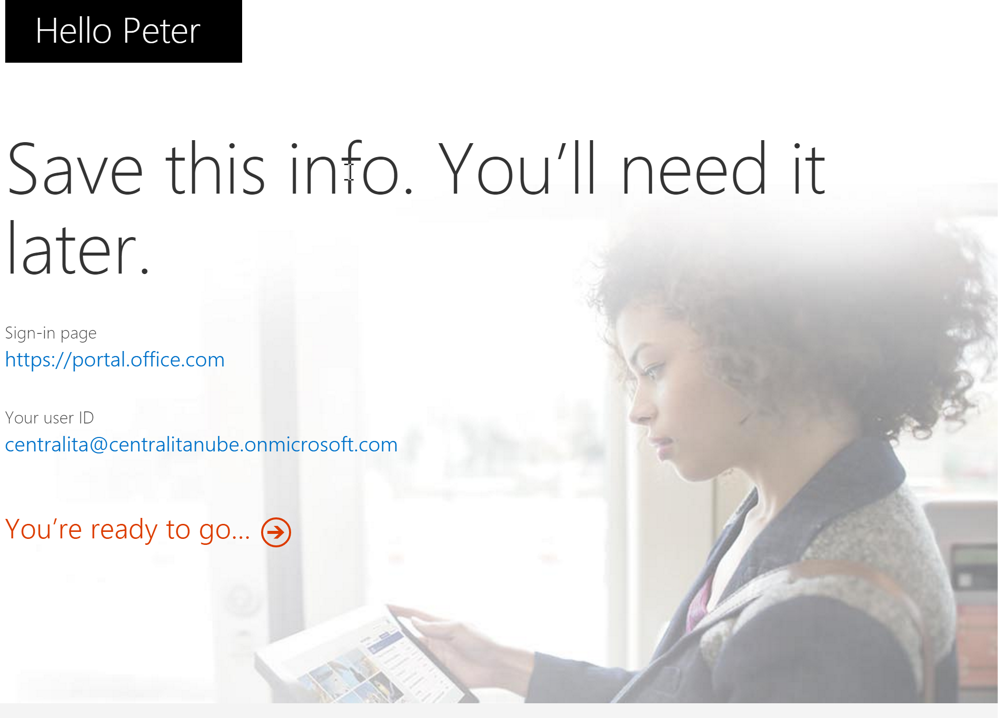 Hello Peter
Save this info. You'll need it
later.
Sign-in page
https://portal.office.com
Your user ID
centralita@centralitanube.onmicrosoft.com
You're ready to go...